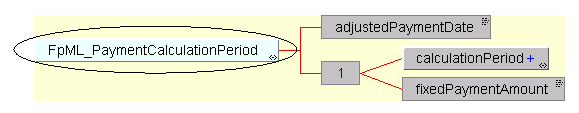 adjustedPaymentDate
FpML_PaymentCalculationPeriod
1
calculationPeriod +
fixedPaymentAmount